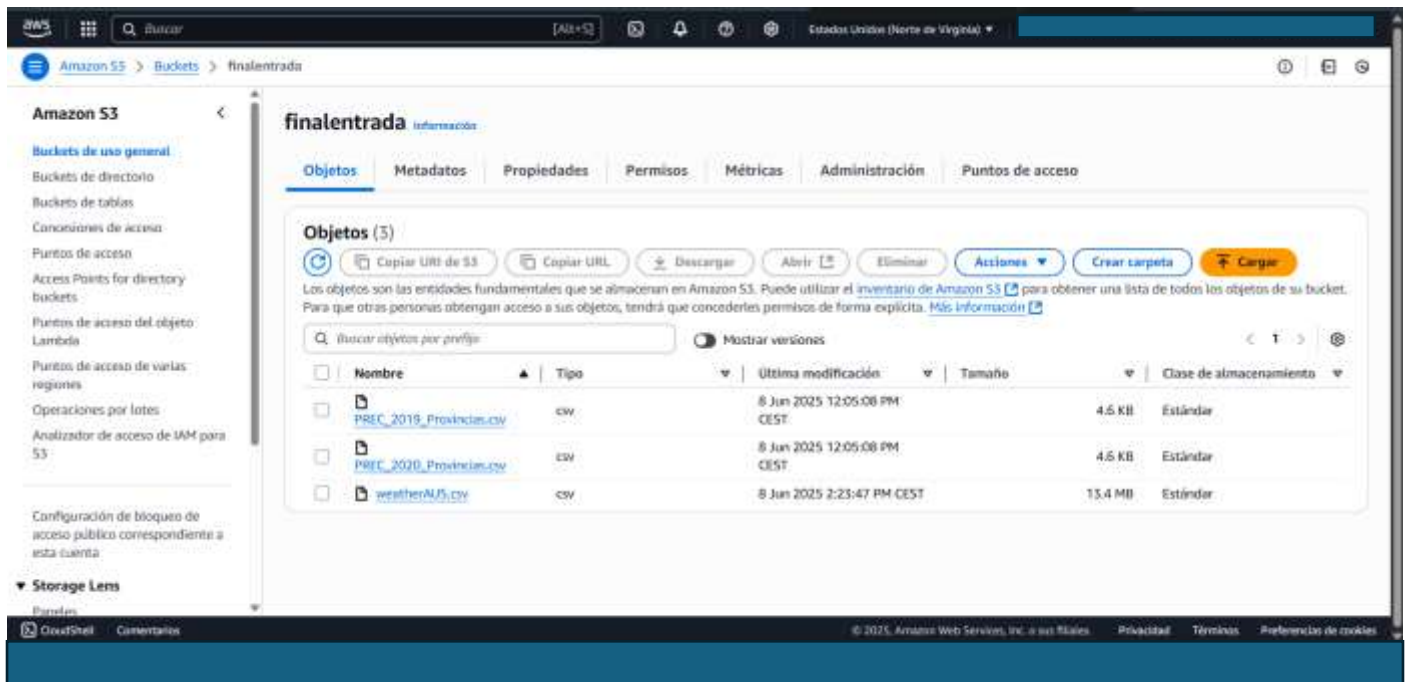 aws
Buscar
[Alt+S]
Estados Unidos (Norte de Virginia)
Amazon S3 > Buckets > finalentrada
Amazon S3
Buckets de uso general
Buckets de directorio
Buckets de tablas
Concesiones de acceso
Puntos de acceso
Access Points for directory
buckets
Puntos de acceso del objeto
Lambda
Puntos de acceso de varias
regiones
Operaciones por lotes
Analizador de acceso de IAM para
S3
Configuración de bloqueo de
acceso público correspondiente a
esta cuenta
Storage Lens
Paneles
finalentrada Información
Objetos Metadatos Propiedades Permisos Métricas Administración Puntos de acceso
Objetos (3)
Copiar URI de S3 Copiar URL Descargar Abrir Eliminar Acciones Crear carpeta Cargar
Los objetos son las entidades fundamentales que se almacenan en Amazon S3. Puede utilizar el inventario de Amazon S3 para obtener una lista de todos los objetos de su bucket.
Para que otras personas obtengan acceso a sus objetos, tendrá que concederles permisos de forma explícita. Más información
Buscar objetos por prefijo
Mostrar versiones
1
Nombre Tipo Última modificación Tamaño Clase de almacenamiento
PREC_2019_Provincias.csv csv 8 Jun 2025 12:05:08 PM CEST 4.6 KB Estándar
PREC_2020_Provincias.csv csv 8 Jun 2025 12:05:08 PM CEST 4.6 KB Estándar
weatherAUS.csv csv 8 Jun 2025 2:23:47 PM CEST 13.4 MB Estándar
CloudShell Comentarios
© 2025, Amazon Web Services, Inc. o sus filiales. Privacidad Términos Preferencias de cookies